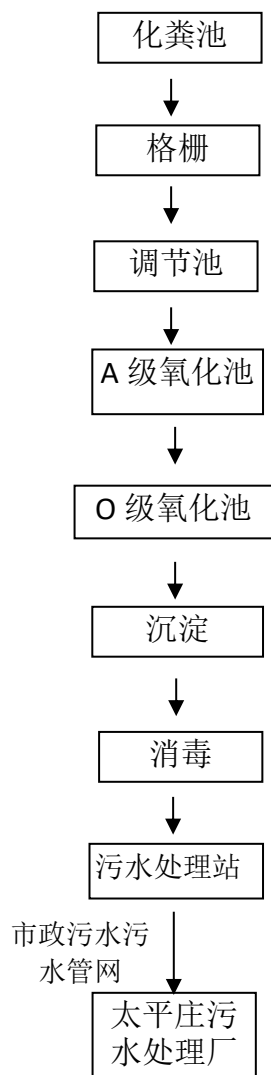 化粪池
格栅
调节池
A 级氧化池
O 级氧化池
沉淀
消毒
污水处理站
市政污水污
水管网
太平庄污
水处理厂